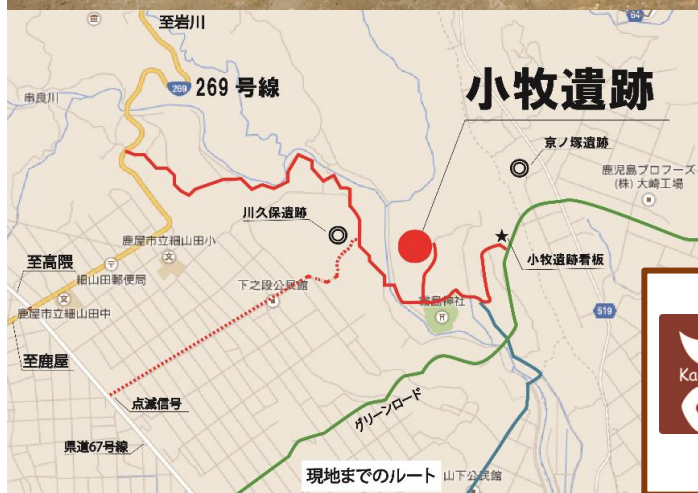 64
至岩川
269
269 号線
小牧遺跡
串良川
京ノ塚遺跡
鹿児島プロフーズ
(株) 大崎工場
川久保遺跡
鹿屋市立細山田小
小牧遺跡看板
至高隈
細山田郵便局
下之段公民館
霧島神社
519
鹿屋市立細山田中
至鹿屋
Ka
点滅信号
グリーンロード
県道67号線
現地までのルート
山下公民館